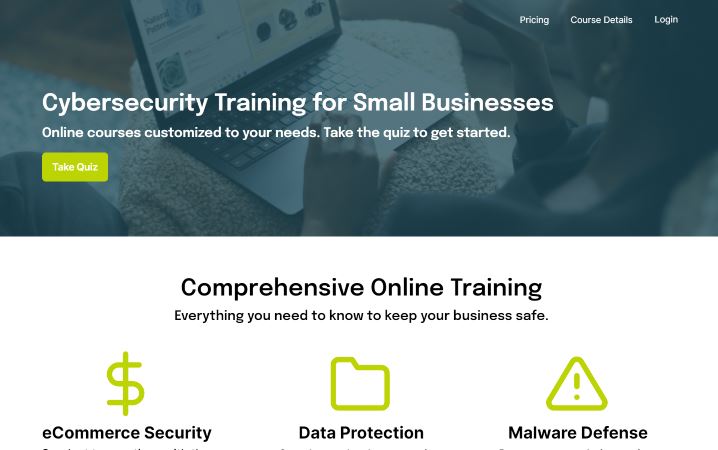 Pricing Course Details Login
Natural
Patterns
Cybersecurity Training for Small Businesses
Online courses customized to your needs. Take the quiz to get started.
Take Quiz
Comprehensive Online Training
Everything you need to know to keep your business safe.
eCommerce Security Data Protection Malware Defense